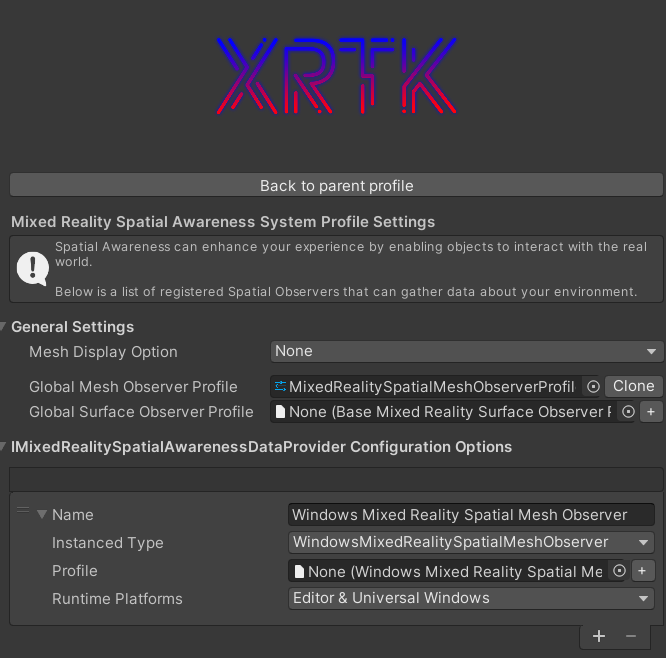 XRTK
Back to parent profile
Mixed Reality Spatial Awareness System Profile Settings
Spatial Awareness can enhance your experience by enabling objects to interact with the real
world.
Below is a list of registered Spatial Observers that can gather data about your environment.
General Settings
Mesh Display Option None
Global Mesh Observer Profile MixedRealitySpatialMeshObserverProfil Clone
Global Surface Observer Profile None (Base Mixed Reality Surface Observer P +
IMixedRealitySpatialAwarenessDataProvider Configuration Options
Name Windows Mixed Reality Spatial Mesh Observer
Instanced Type WindowsMixedRealitySpatialMeshObserver
Profile None (Windows Mixed Reality Spatial Me +
Runtime Platforms Editor & Universal Windows
+ −